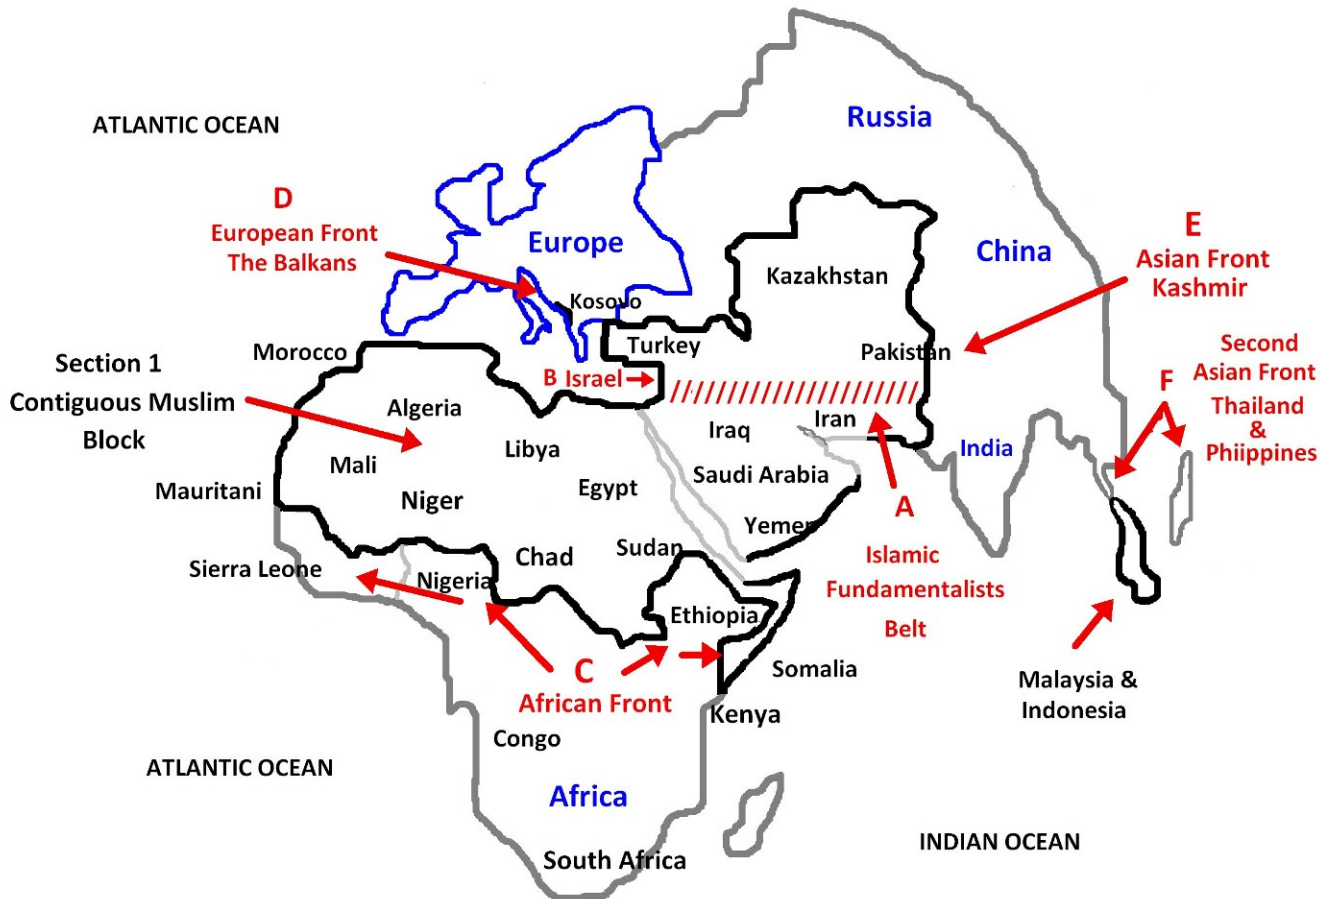 Russia
ATLANTIC OCEAN
D
European Front
The Balkans
Europe
China
E
Asian Front
Kashmir
Kazakhstan
Kosovo
Turkey
Pakistan
Morocco
Section 1
Contiguous Muslim
Block
B Israel
Second
Asian Front
F
Thailand
&
Phiippines
Algeria
Libya
Mali
Niger
Mauritani
Egypt
Iraq
Iran
Saudi Arabia
Yemen
India
A
Islamic
Fundamentalists
Belt
Sierra Leone
Nigeria
Chad
Sudan
Ethiopia
Somalia
C
African Front
Kenya
Congo
Malaysia &
Indonesia
ATLANTIC OCEAN
Africa
South Africa
INDIAN OCEAN